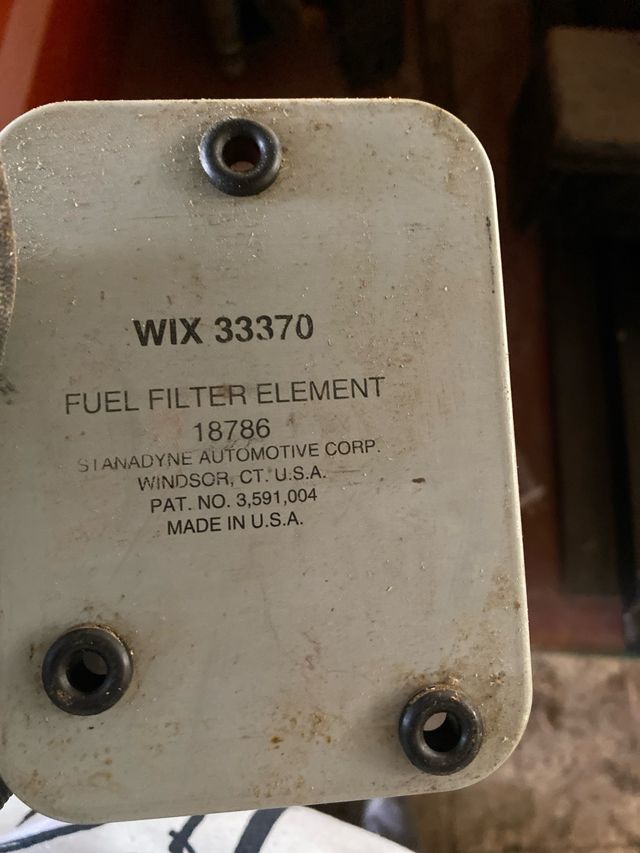 WIX 33370
FUEL FILTER ELEMENT
18786
STANADYNE AUTOMOTIVE CORP.
WINDSOR, CT. U.S.A.
PAT. NO. 3,591,004
MADE IN U.S.A.